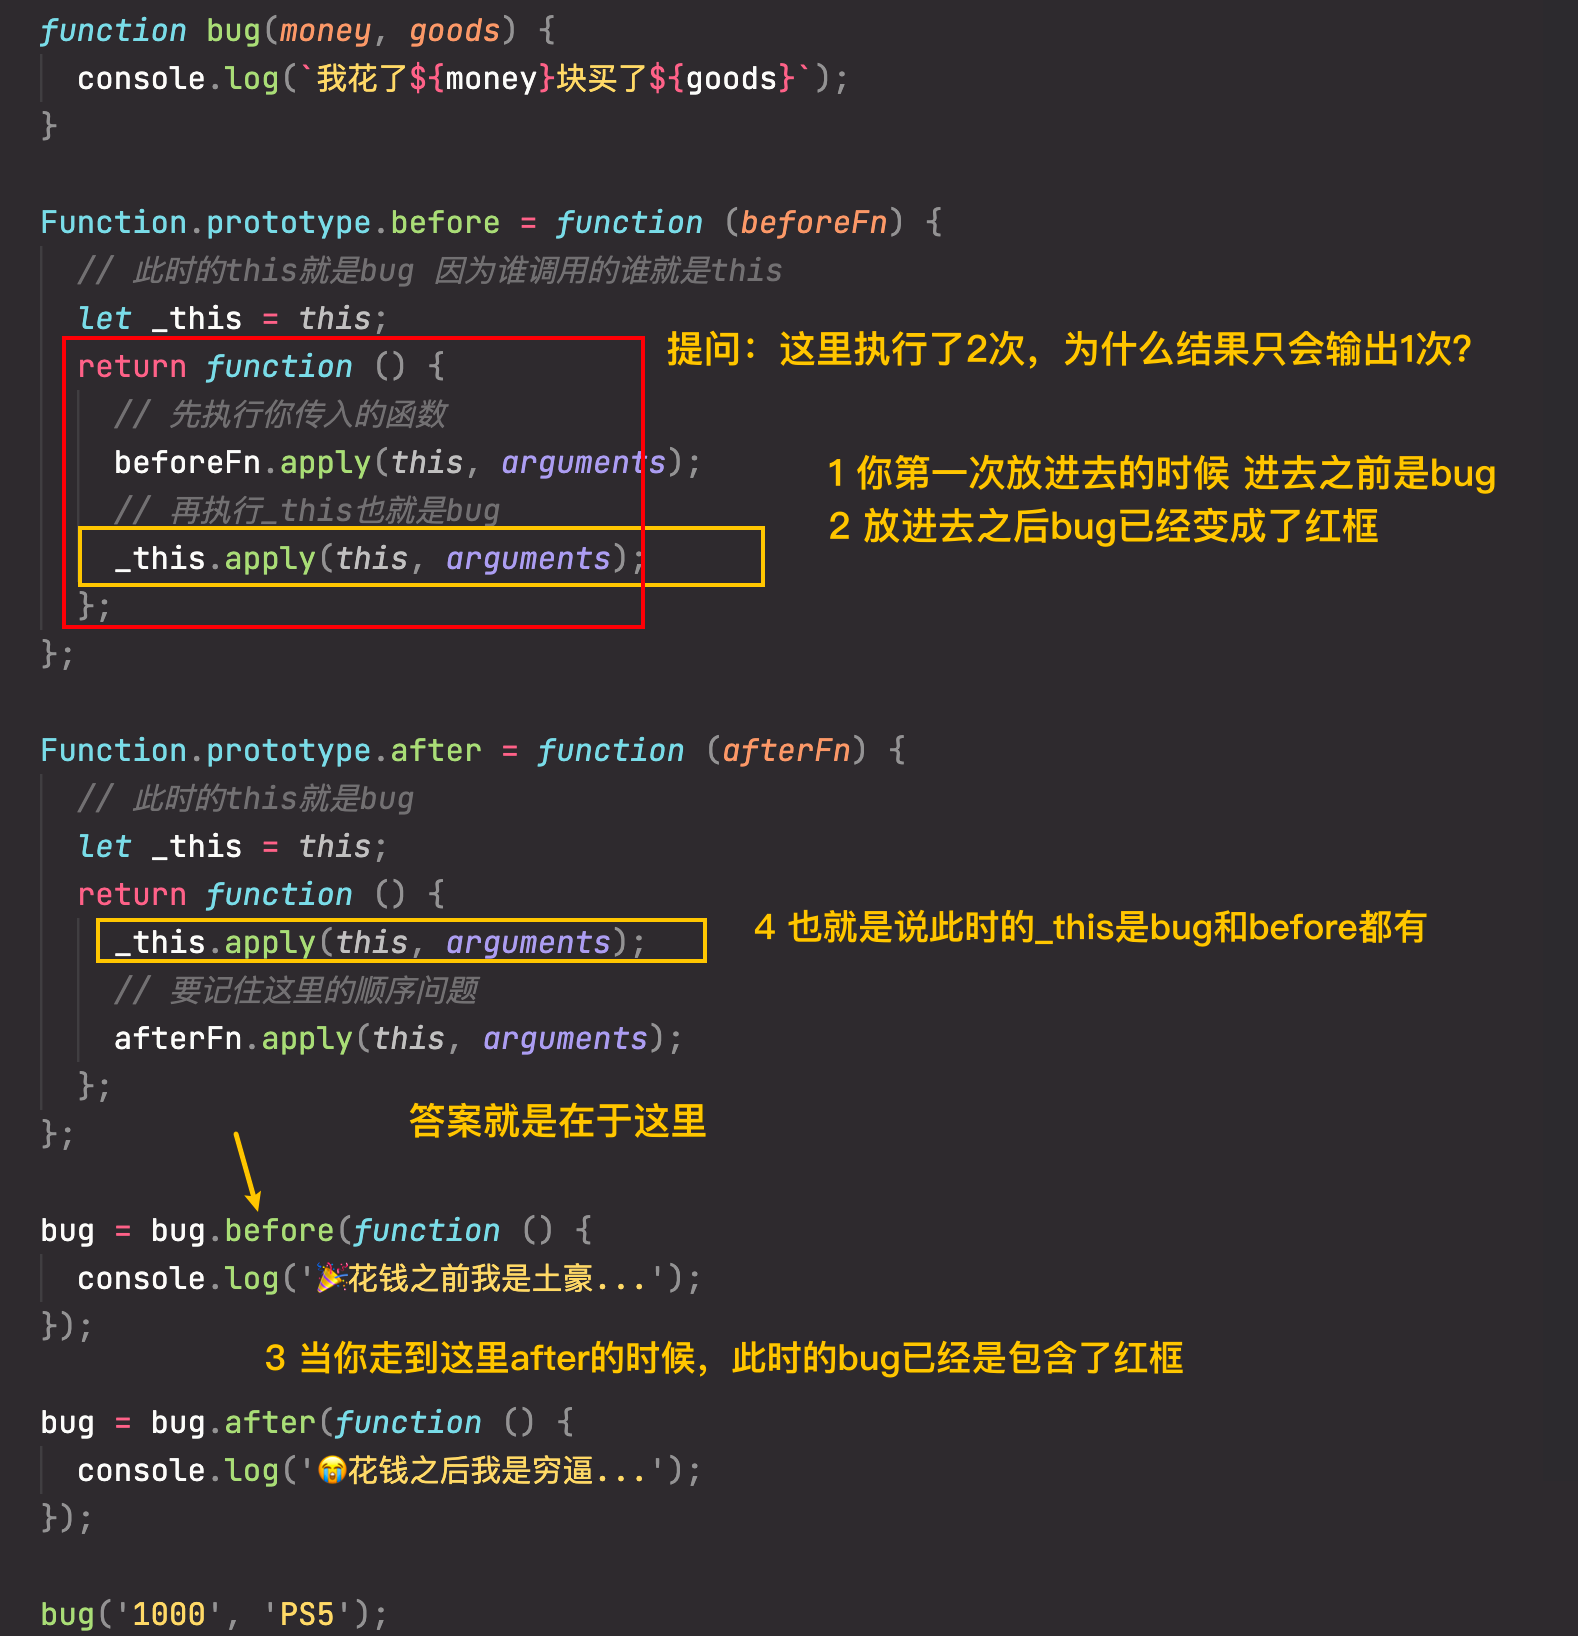 function bug(money, goods) {
console.log(`我花了${money}块买了${goods}`);
}
Function.prototype.before = function (beforeFn) {
// 此时的this就是bug 因为谁调用的谁就是this
let _this = this;
提问：这里执行了2次，为什么结果只会输出1次?
return function () {
// 先执行你传入的函数
beforeFn.apply(this, arguments);
1 你第一次放进去的时候 进去之前是bug
// 再执行_this也就是bug
2 放进去之后bug已经变成了红框
_this.apply(this, arguments);
};
};
Function.prototype.after = function (afterFn) {
// 此时的this就是bug
let _this = this;
return function () {
_this.apply(this, arguments);
4 也就是说此时的_this是bug和before都有
// 要记住这里的顺序问题
afterFn.apply(this, arguments);
};
答案就是在于这里
};
bug = bug.before(function () {
console.log('🎉花钱之前我是土豪...');
});
3 当你走到这里after的时候，此时的bug已经是包含了红框
bug = bug.after(function () {
console.log('😭花钱之后我是穷逼...');
});
bug('1000', 'PS5');